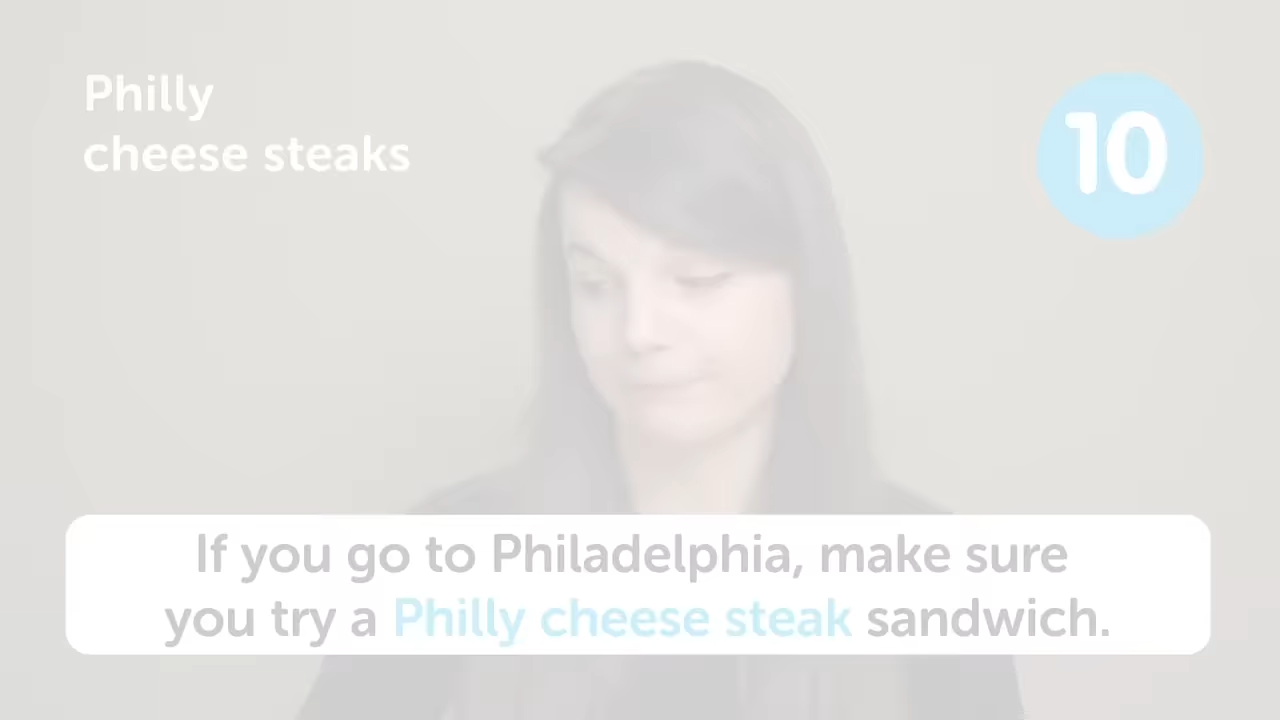 Philly
cheese steaks
10
If you go to Philadelphia, make sure
you try a Philly cheese steak sandwich.